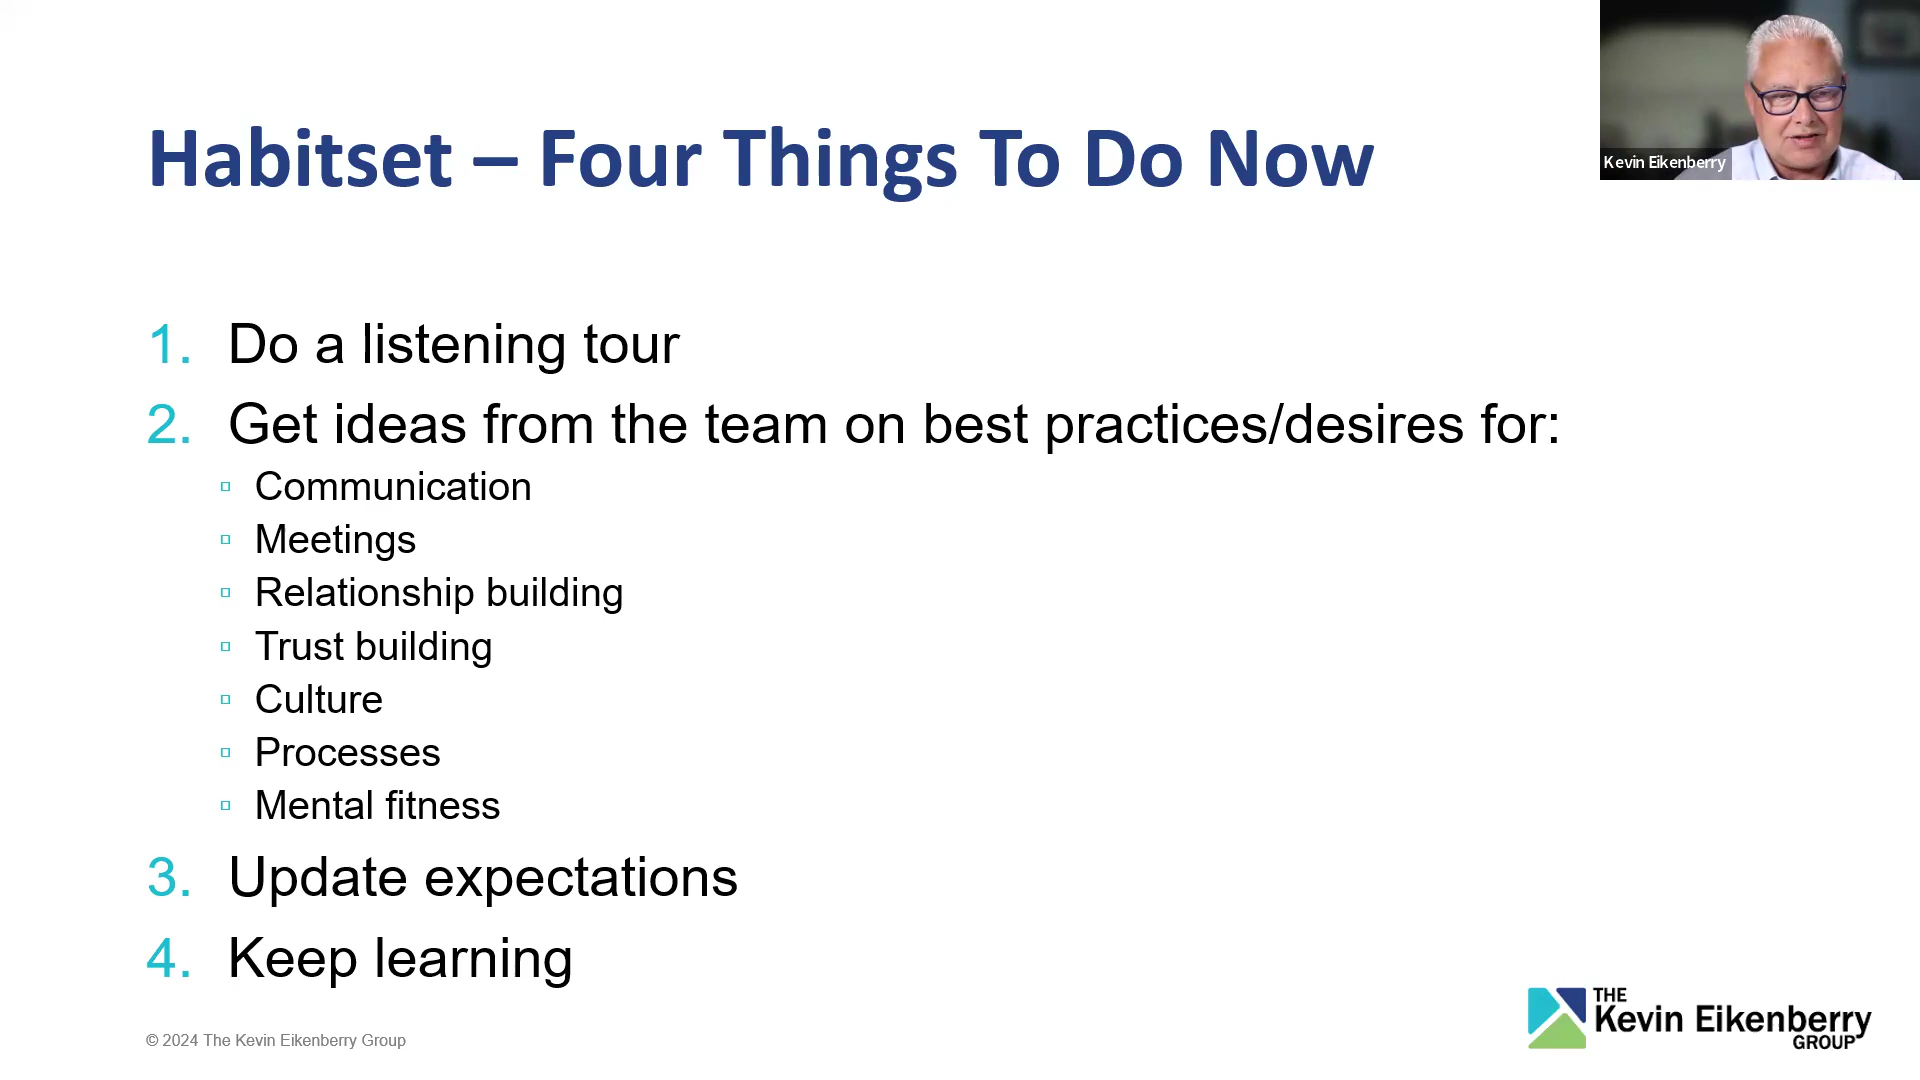 Habitset – Four Things To Do Now
Kevin Eikenberry
1. Do a listening tour
2. Get ideas from the team on best practices/desires for:
Communication
Meetings
Relationship building
Trust building
Culture
Processes
Mental fitness
3. Update expectations
4. Keep learning
© 2024 The Kevin Eikenberry Group
THE
Kevin Eikenberry
GROUP